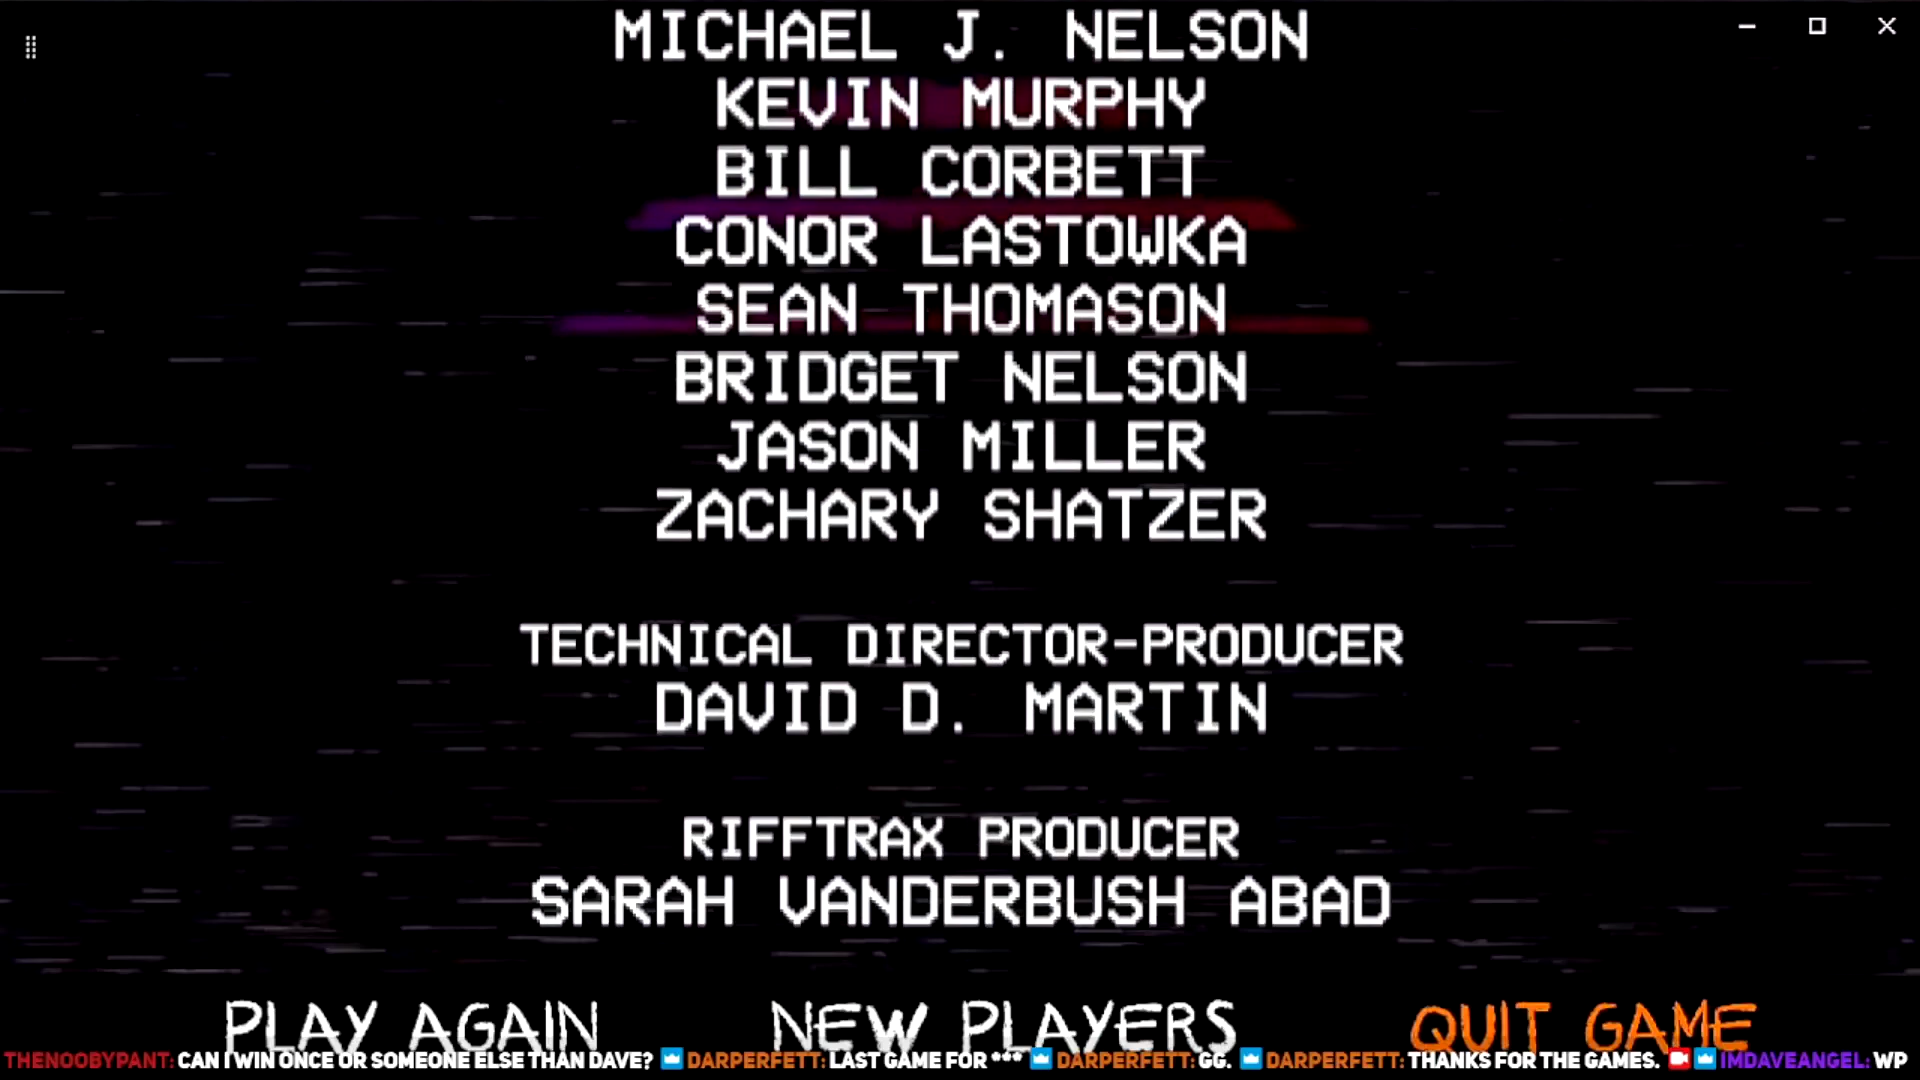 MICHAEL J. NELSON
KEVIN MURPHY
BILL CORBETT
CONOR LASTOWKA
SEAN THOMASON
BRIDGET NELSON
JASON MILLER
ZACHARY SHATZER
TECHNICAL DIRECTOR-PRODUCER
DAVID D. MARTIN
RIFFTRAX PRODUCER
SARAH VANDERBUSH ABAD
PLAY AGAIN NEW PLAYERS QUIT GAME
THENOOBYPANT: CAN I WIN ONCE OR SOMEONE ELSE THAN DAVE? DARPERFETT: LAST GAME FOR *** DARPERFETT: GG. DARPERFETT: THANKS FOR THE GAMES. IMDAVEANGEL: WP